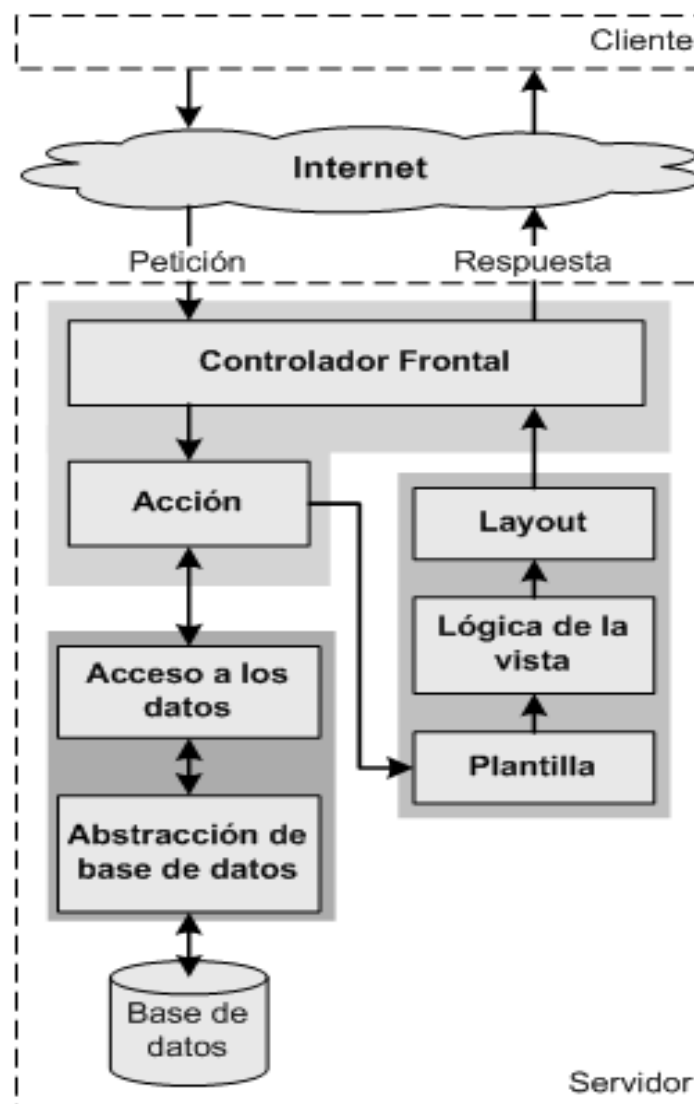 Cliente
Internet
Petición
Respuesta
Controlador Frontal
Acción
Layout
Lógica de la
vista
Plantilla
Acceso a los
datos
Abstracción de
base de datos
Base de
datos
Servidor